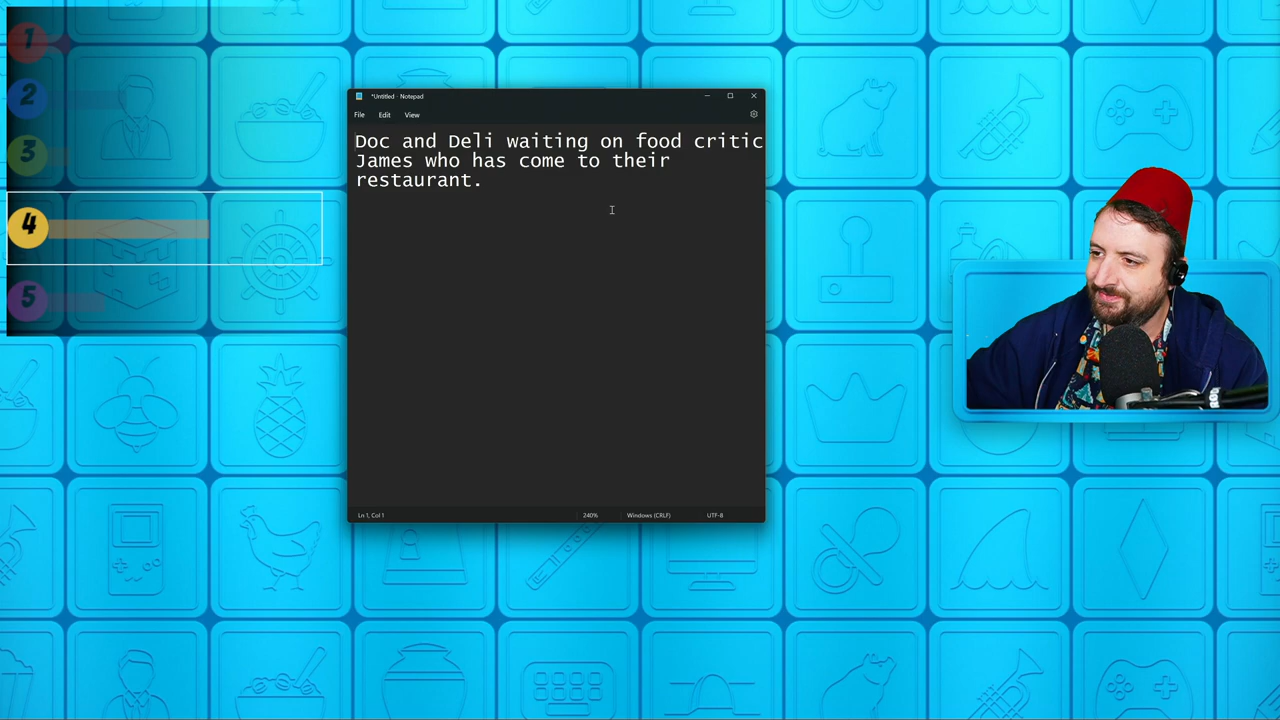 1
2
3
4
5
*Untitled - Notepad
File Edit View
Doc and Deli waiting on food critic
James who has come to their
restaurant.
Ln 1, Col 1 240% Windows (CRLF) UTF-8